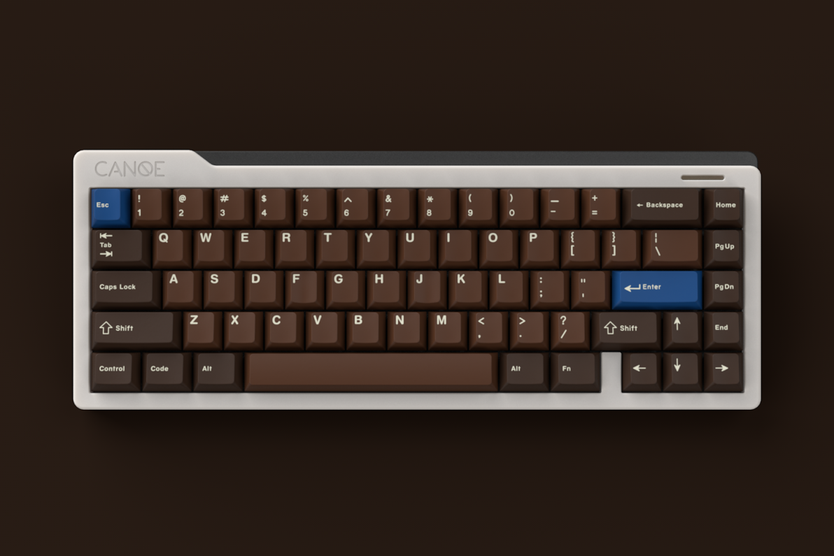 CANOE
Esc ! 1 @ 2 # 3 $ 4 % 5 ^ 6 & 7 * 8 ( 9 ) 0 — - + = ← Backspace Home
Tab Q W E R T Y U I O P { [ } ] ¦ \ PgUp
Caps Lock A S D F G H J K L : ; " ' Enter PgDn
Shift Z X C V B N M < , > . ? / Shift ↑ End
Control Code Alt Alt Fn ← ↓ →